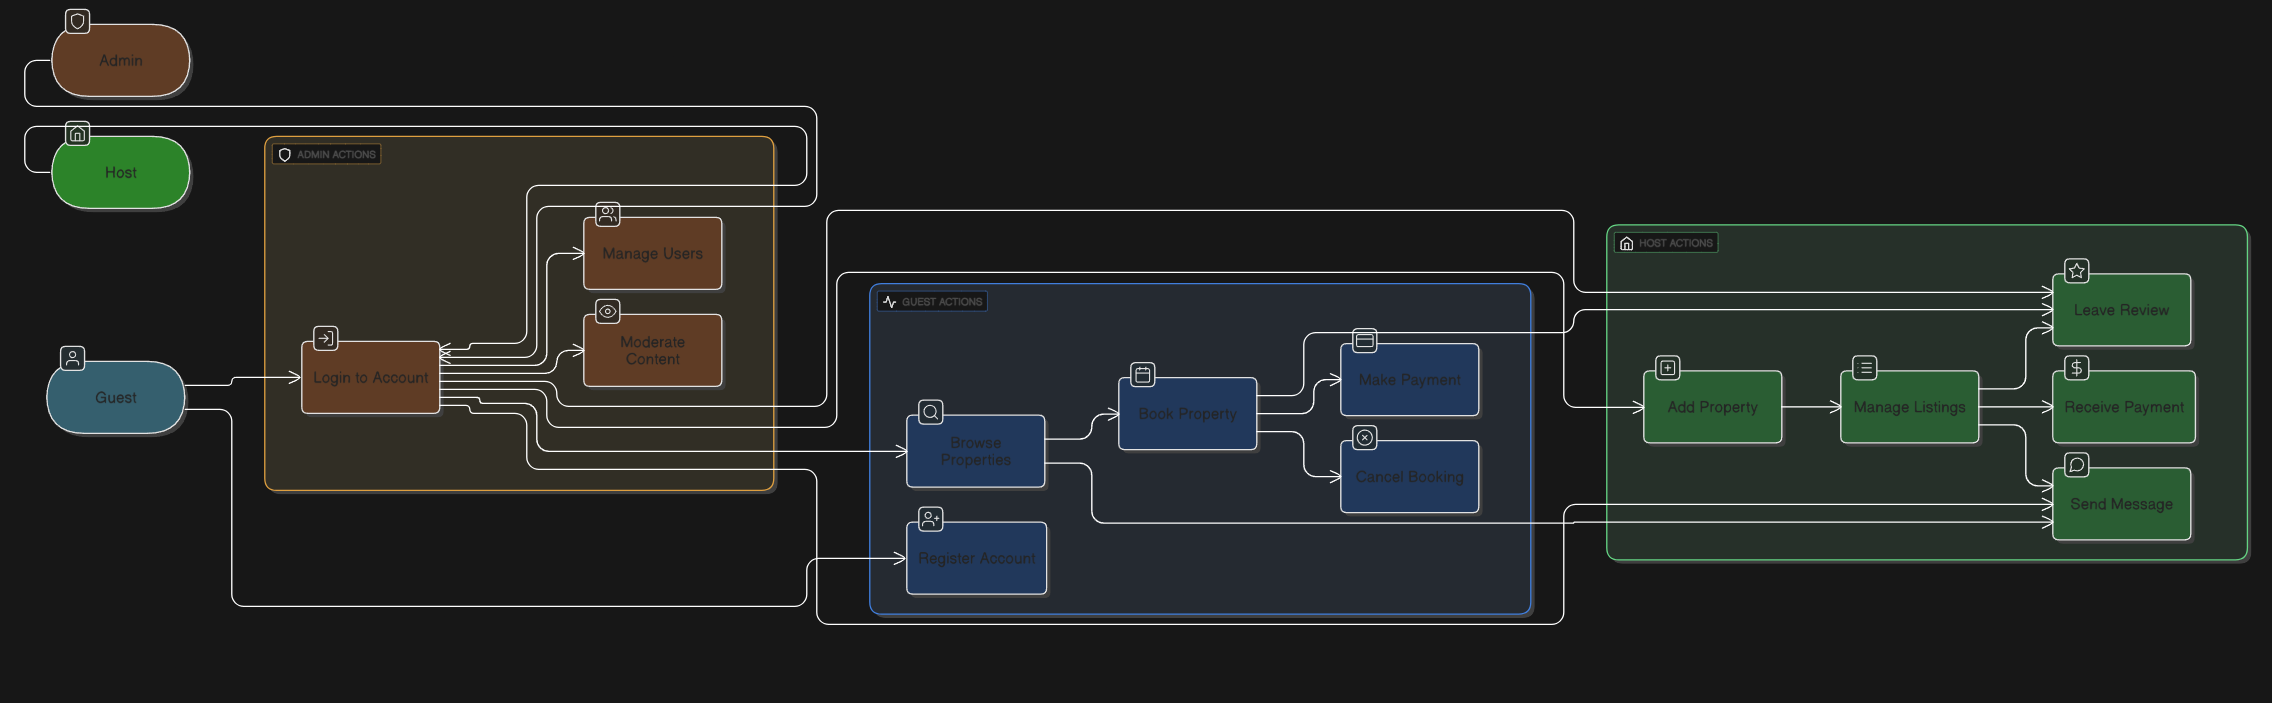 Admin
Host
Guest
ADMIN ACTIONS
Manage Users
Moderate
Content
Login to Account
GUEST ACTIONS
Make Payment
Book Property
Browse
Properties
Cancel Booking
Register Account
HOST ACTIONS
Leave Review
Add Property
Manage Listings
Receive Payment
Send Message